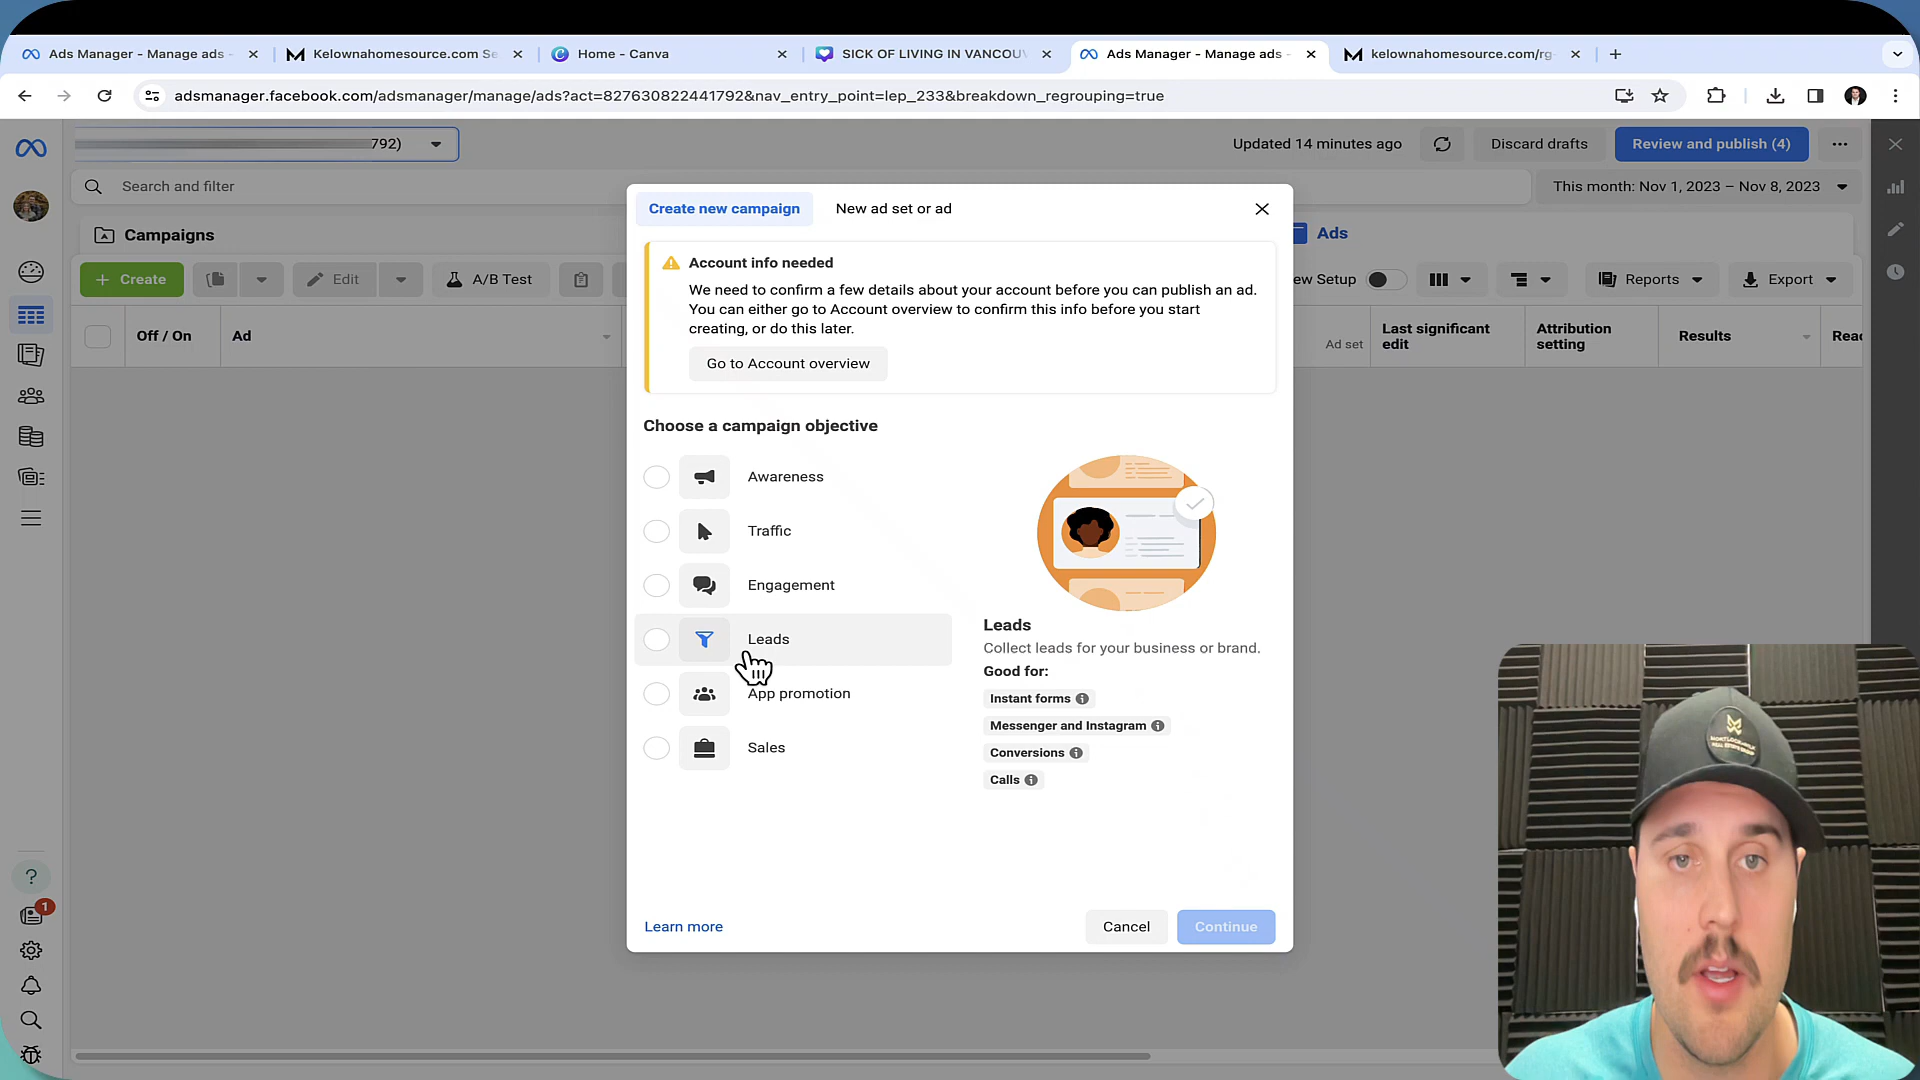 Ads Manager - Manage ads -
Kelownahomesource.com Se
Home - Canva
SICK OF LIVING IN VANCOUV
Ads Manager - Manage ads -
kelownahomesource.com/rg-
adsmanager.facebook.com/adsmanager/manage/ads?act=827630822441792&nav_entry_point=lep_233&breakdown_regrouping=true
792)
Updated 14 minutes ago
Discard drafts
Review and publish (4)
Search and filter
This month: Nov 1, 2023 – Nov 8, 2023
Create new campaign
New ad set or ad
Campaigns
Ads
Create
Edit
A/B Test
ew Setup
Reports
Export
Off / On
Ad
Ad set
Last significant
edit
Attribution
setting
Results
Reac
Account info needed
We need to confirm a few details about your account before you can publish an ad.
You can either go to Account overview to confirm this info before you start
creating, or do this later.
Go to Account overview
Choose a campaign objective
Awareness
Traffic
Engagement
Leads
App promotion
Sales
Leads
Collect leads for your business or brand.
Good for:
Instant forms
Messenger and Instagram
Conversions
Calls
Learn more
Cancel
Continue
1